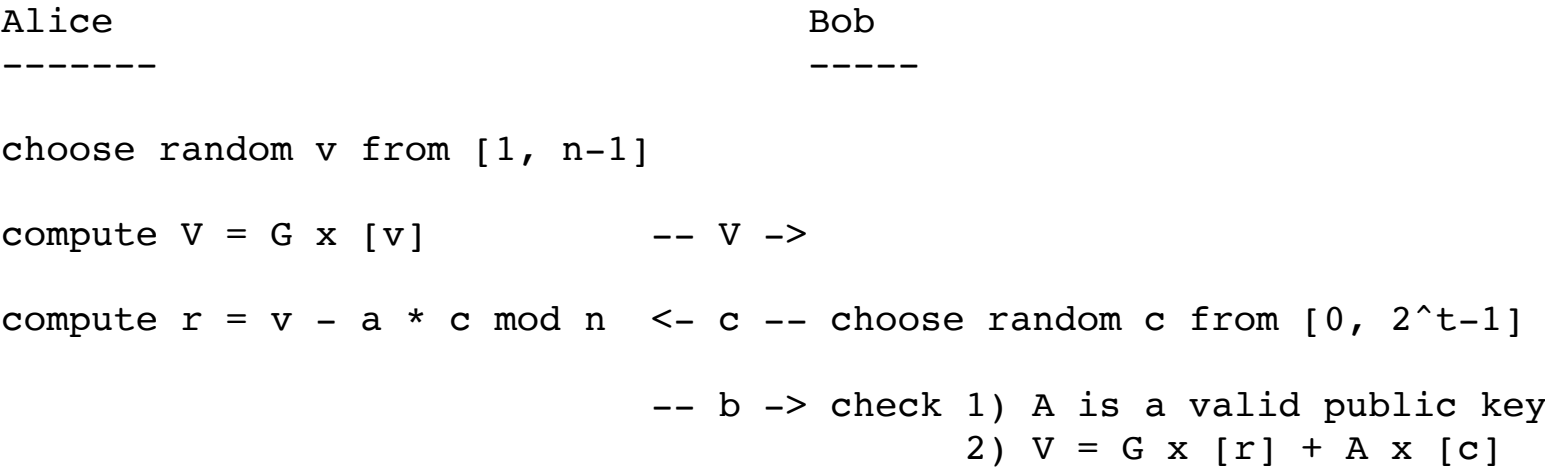 Alice Bob
------- -----
choose random v from [1, n-1]
compute V = G x [v] -- V ->
compute r = v - a * c mod n <- c -- choose random c from [0, 2^t-1]
-- b -> check 1) A is a valid public key
2) V = G x [r] + A x [c]